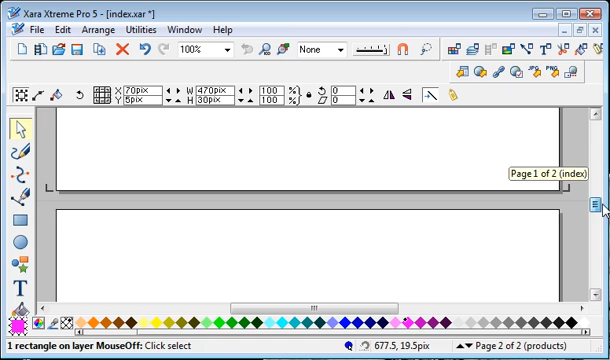 Xara Xtreme Pro 5 - [index.xar *]
File Edit Arrange Utilities Window Help
100% None
X 70pix W 470pix 100 % 0
Y 5pix H 30pix 100 0
Page 1 of 2 (index)
T
1 rectangle on layer MouseOff: Click select 677.5, 19.5pix Page 2 of 2 (products)